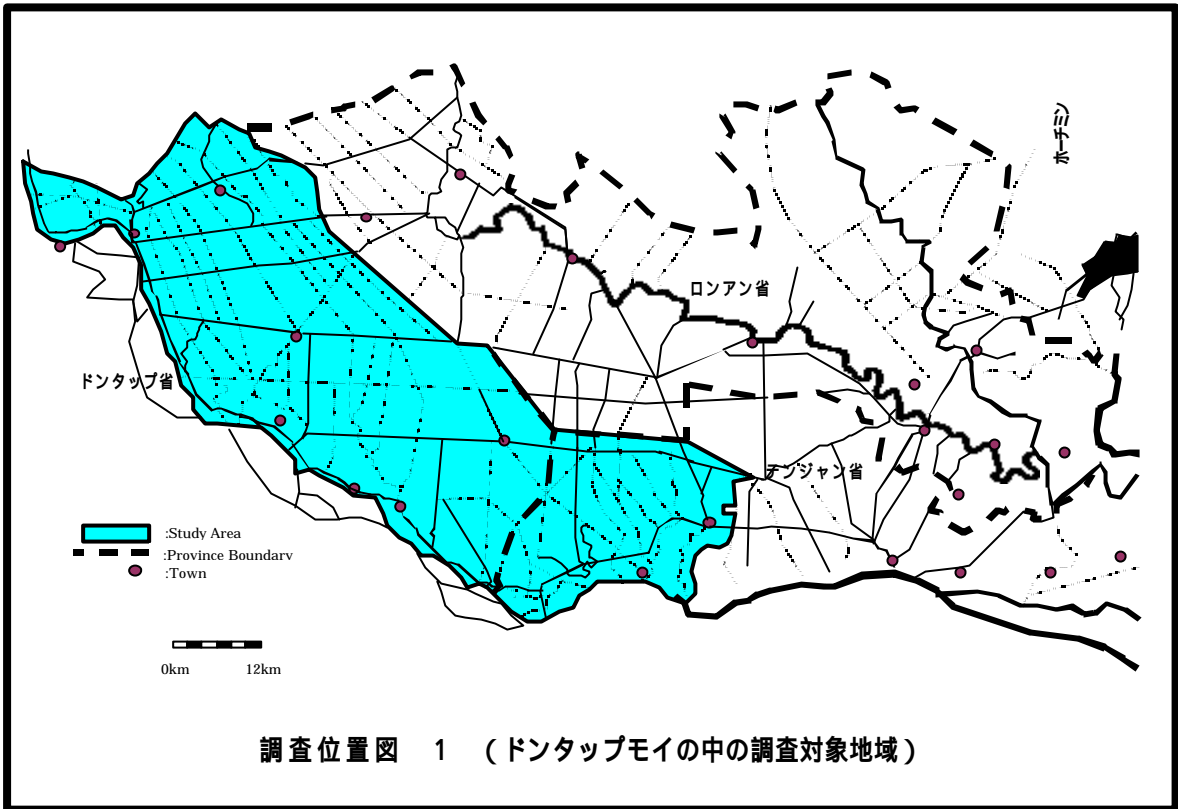 ホーチミン
ロンアン省
ドンタップ省
テンジャン省
:Study Area
:Province Boundary
:Town
0km 12km
調査位置図 1 (ドンタップモイの中の調査対象地域)